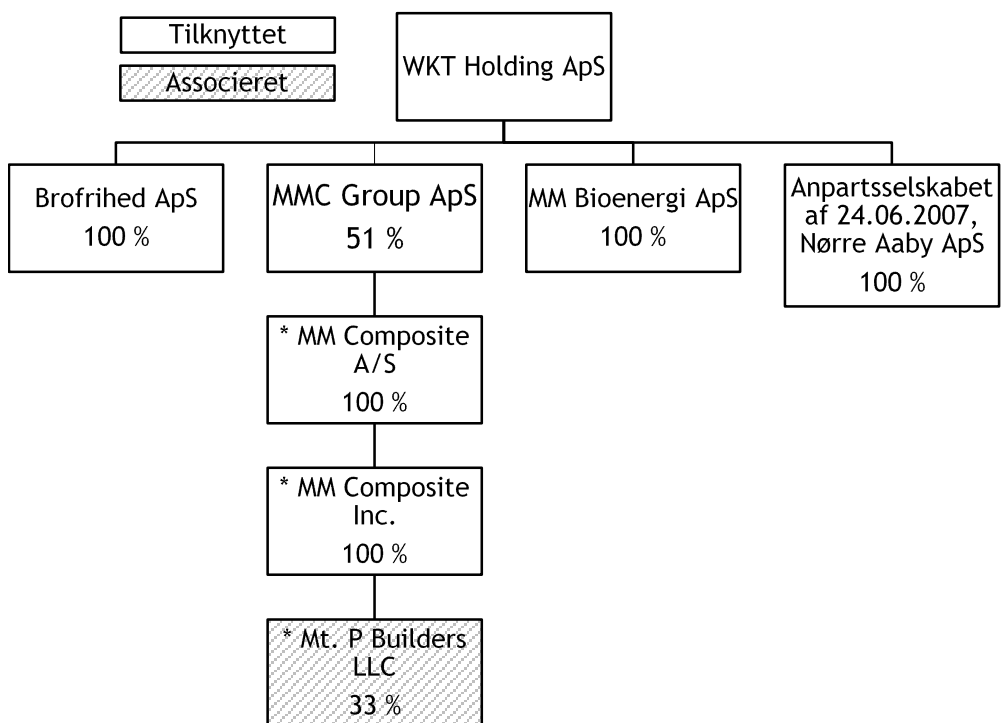 Tilknyttet
Associeret
WKT Holding ApS
Brofrihed ApS
100 %
MMC Group ApS
51 %
MM Bioenergi ApS
100 %
Anpartsselskabet
af 24.06.2007,
Nørre Aaby ApS
100 %
* MM Composite
A/S
100 %
* MM Composite
Inc.
100 %
* Mt. P Builders
LLC
33 %